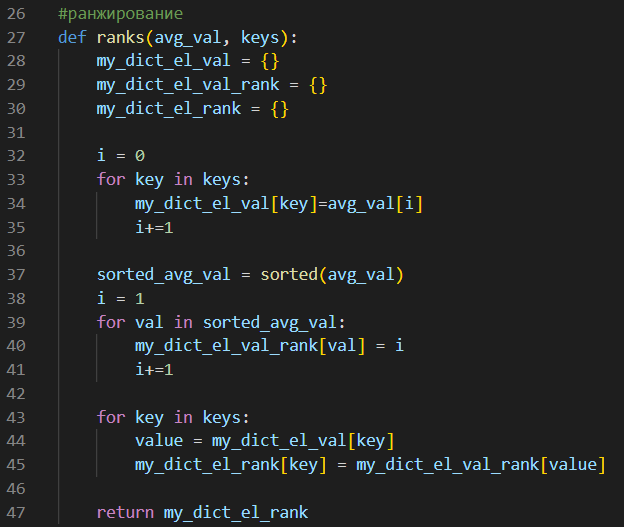 26 #ранжирование
27 def ranks(avg_val, keys):
28     my_dict_el_val = {}
29     my_dict_el_val_rank = {}
30     my_dict_el_rank = {}
31
32     i = 0
33     for key in keys:
34         my_dict_el_val[key]=avg_val[i]
35         i+=1
36
37     sorted_avg_val = sorted(avg_val)
38     i = 1
39     for val in sorted_avg_val:
40         my_dict_el_val_rank[val] = i
41         i+=1
42
43     for key in keys:
44         value = my_dict_el_val[key]
45         my_dict_el_rank[key] = my_dict_el_val_rank[value]
46
47     return my_dict_el_rank